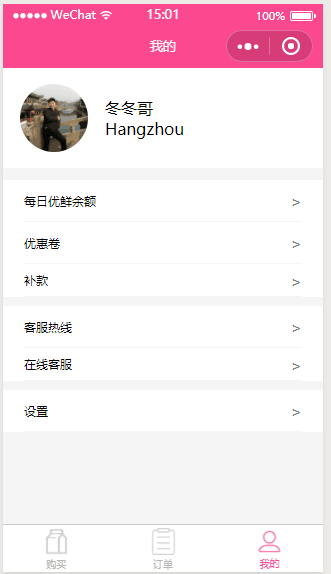 WeChat 15:01 100%
我的
冬冬哥
Hangzhou
每日优鲜余额 >
优惠卷 >
补款 >
客服热线 >
在线客服 >
设置 >
购买 订单 我的